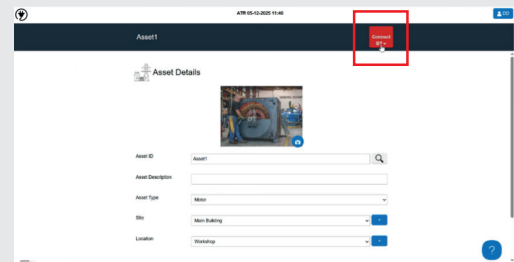 ATR 05-12-2025 11:40
DD
Asset1
Connect
BT
Asset Details
Asset ID
Asset1
Asset Description
Asset Type
Motor
Site
Main Building
+
Location
Workshop
+
?